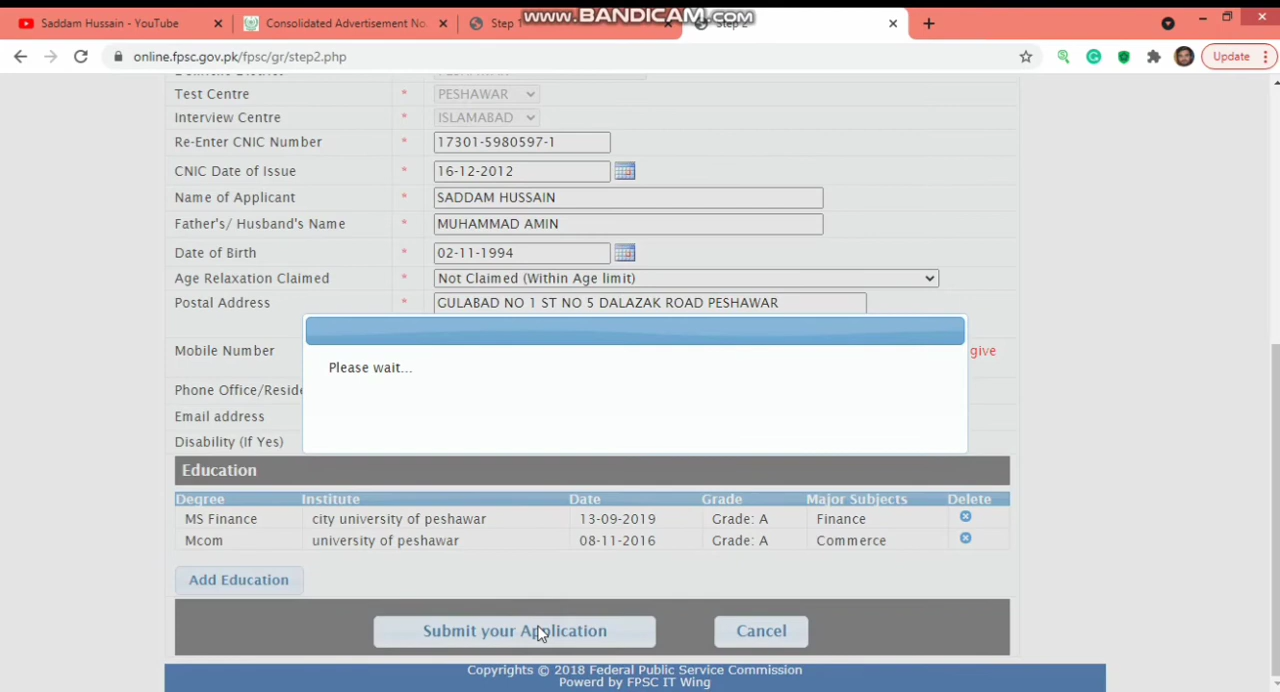 Saddam Hussain - YouTube
Consolidated Advertisement No.
Step 1
www.BANDICAM.com
Step 2
online.fpsc.gov.pk/fpsc/gr/step2.php
Update
Test Centre * PESHAWAR
Interview Centre * ISLAMABAD
Re-Enter CNIC Number * 17301-5980597-1
CNIC Date of Issue * 16-12-2012
Name of Applicant * SADDAM HUSSAIN
Father's/ Husband's Name * MUHAMMAD AMIN
Date of Birth * 02-11-1994
Age Relaxation Claimed * Not Claimed (Within Age limit)
Postal Address * GULABAD NO 1 ST NO 5 DALAZAK ROAD PESHAWAR
Mobile Number give
Please wait...
Phone Office/Reside
Email address
Disability (If Yes)
Education
Degree Institute Date Grade Major Subjects Delete
MS Finance city university of peshawar 13-09-2019 Grade: A Finance
Mcom university of peshawar 08-11-2016 Grade: A Commerce
Add Education
Submit your Application Cancel
Copyrights © 2018 Federal Public Service Commission
Powered by FPSC IT Wing